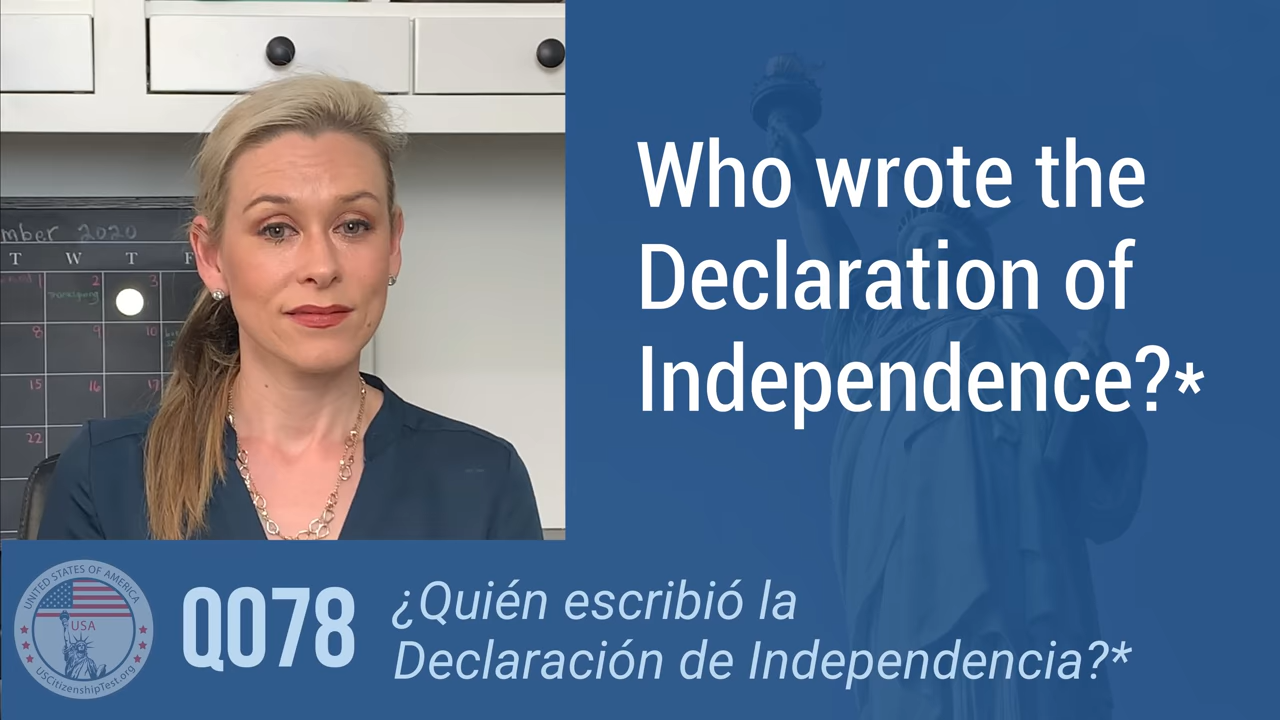 Who wrote the
Declaration of
Independence?*
mber 2020
T W T F
1 2 3
8 9 10
15 16 17
22
UNITED STATES OF AMERICA
USA
USCitizenshipTest.org
Q078
¿Quién escribió la
Declaración de Independencia?*